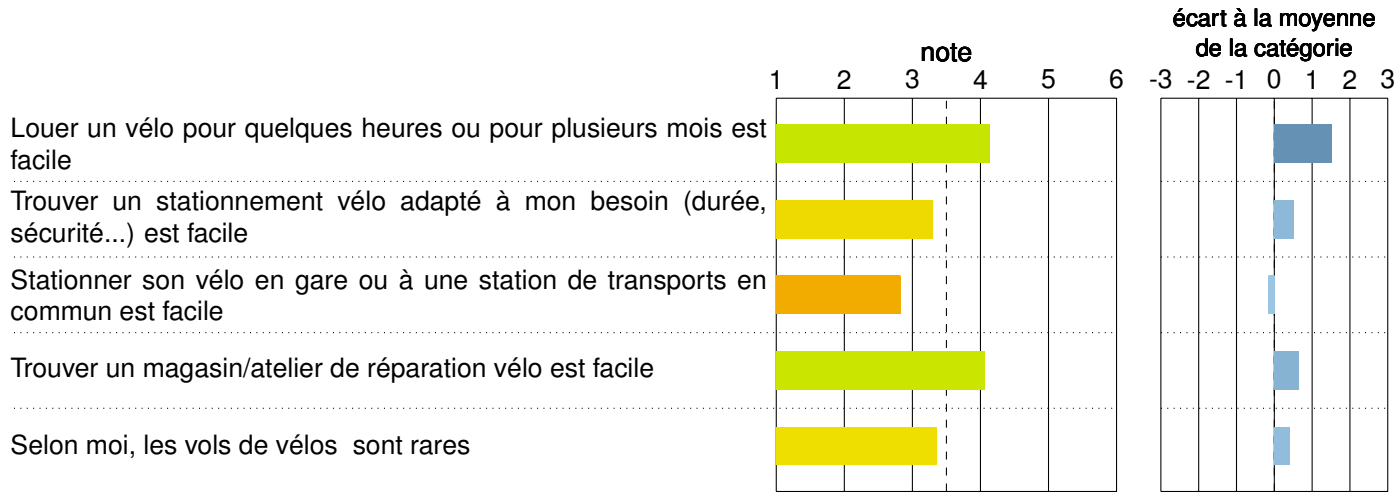 écart à la moyenne
de la catégorie
note
1 2 3 4 5 6
-3 -2 -1 0 1 2 3
Louer un vélo pour quelques heures ou pour plusieurs mois est
facile
Trouver un stationnement vélo adapté à mon besoin (durée,
sécurité...) est facile
Stationner son vélo en gare ou à une station de transports en
commun est facile
Trouver un magasin/atelier de réparation vélo est facile
Selon moi, les vols de vélos sont rares